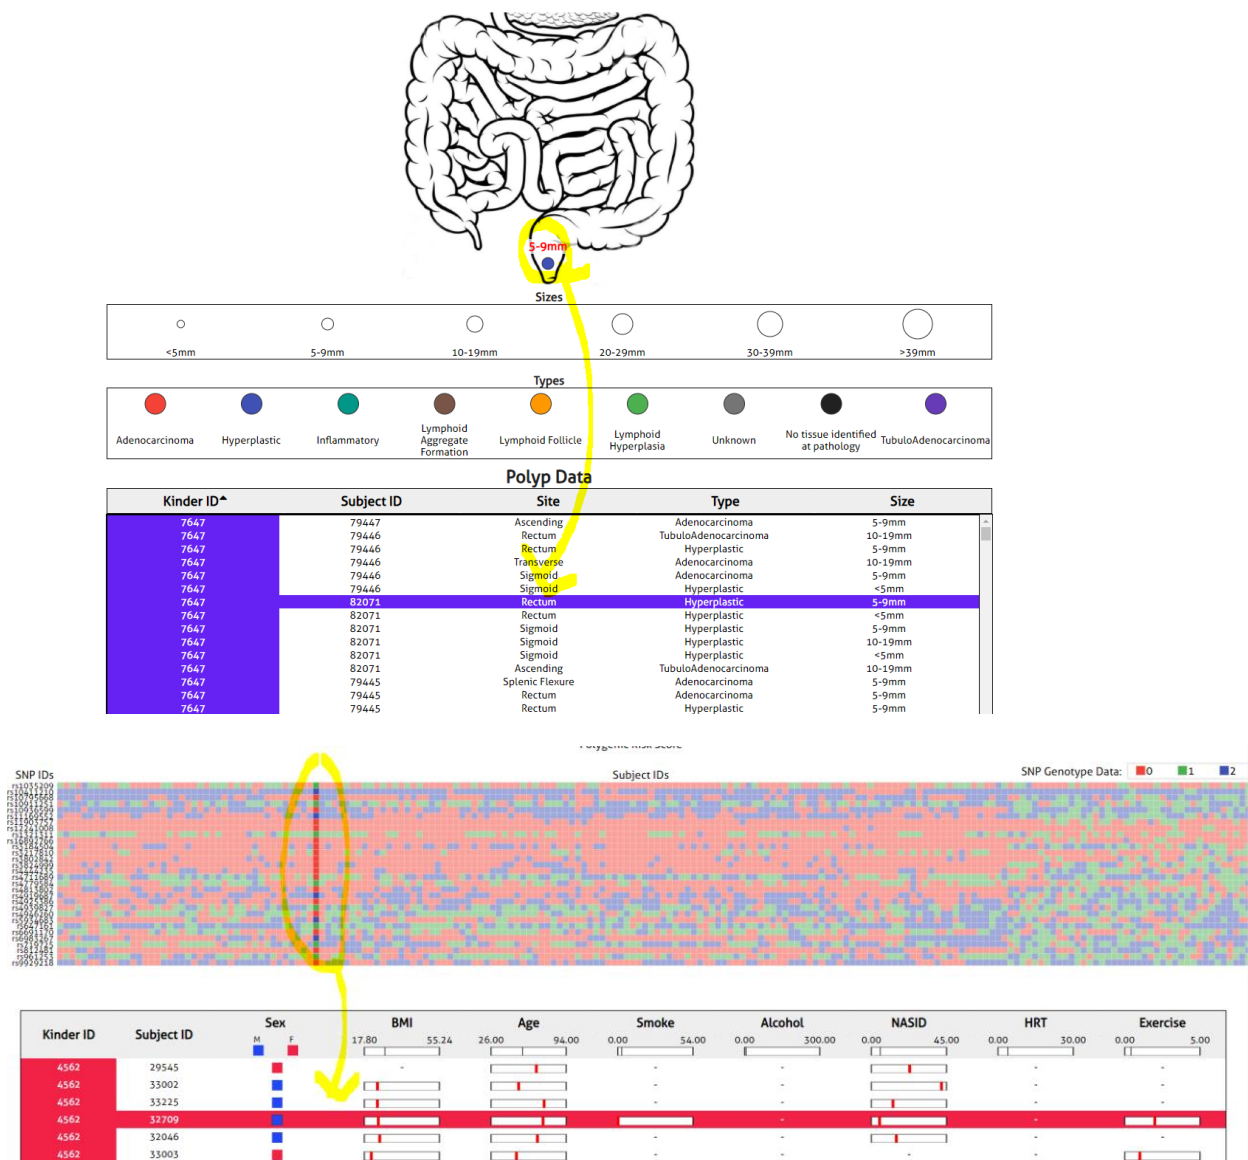 5-9mm
Sizes
<5mm 5-9mm 10-19mm 20-29mm 30-39mm >39mm
Types
Adenocarcinoma Hyperplastic Inflammatory Lymphoid Aggregate Formation Lymphoid Follicle Lymphoid Hyperplasia Unknown No tissue identified at pathology TubuloAdenocarcinoma
Polyp Data
Kinder ID Subject ID Site Type Size
7647 79447 Ascending Adenocarcinoma 5-9mm
7647 79446 Rectum TubuloAdenocarcinoma 10-19mm
7647 79446 Rectum Hyperplastic 5-9mm
7647 79446 Transverse Adenocarcinoma 10-19mm
7647 79446 Sigmoid Adenocarcinoma 5-9mm
7647 79446 Sigmoid Hyperplastic <5mm
7647 82071 Rectum Hyperplastic 5-9mm
7647 82071 Rectum Hyperplastic <5mm
7647 82071 Sigmoid Hyperplastic 5-9mm
7647 82071 Sigmoid Hyperplastic 10-19mm
7647 82071 Sigmoid Hyperplastic <5mm
7647 82071 Ascending TubuloAdenocarcinoma 10-19mm
7647 79445 Splenic Flexure Adenocarcinoma 5-9mm
7647 79445 Rectum Adenocarcinoma 5-9mm
7647 79445 Rectum Hyperplastic 5-9mm
Polygenic Risk Score
SNP IDs Subject IDs SNP Genotype Data: 0 1 2
rs1035209
rs9929218
Kinder ID Subject ID Sex BMI Age Smoke Alcohol NASID HRT Exercise
M F 17.80 55.24 26.00 94.00 0.00 54.00 0.00 300.00 0.00 45.00 0.00 30.00 0.00 5.00
4562 29545 - - - - -
4562 33002 - - - -
4562 33225 - - - -
4562 32709 - -
4562 32046 - - - -
4562 33003 - - - -